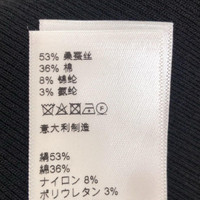 53% 桑蚕丝
36% 棉
8% 锦纶
3% 氨纶
意大利制造
絹53%
綿36%
ナイロン 8%
ポリウレタン 3%